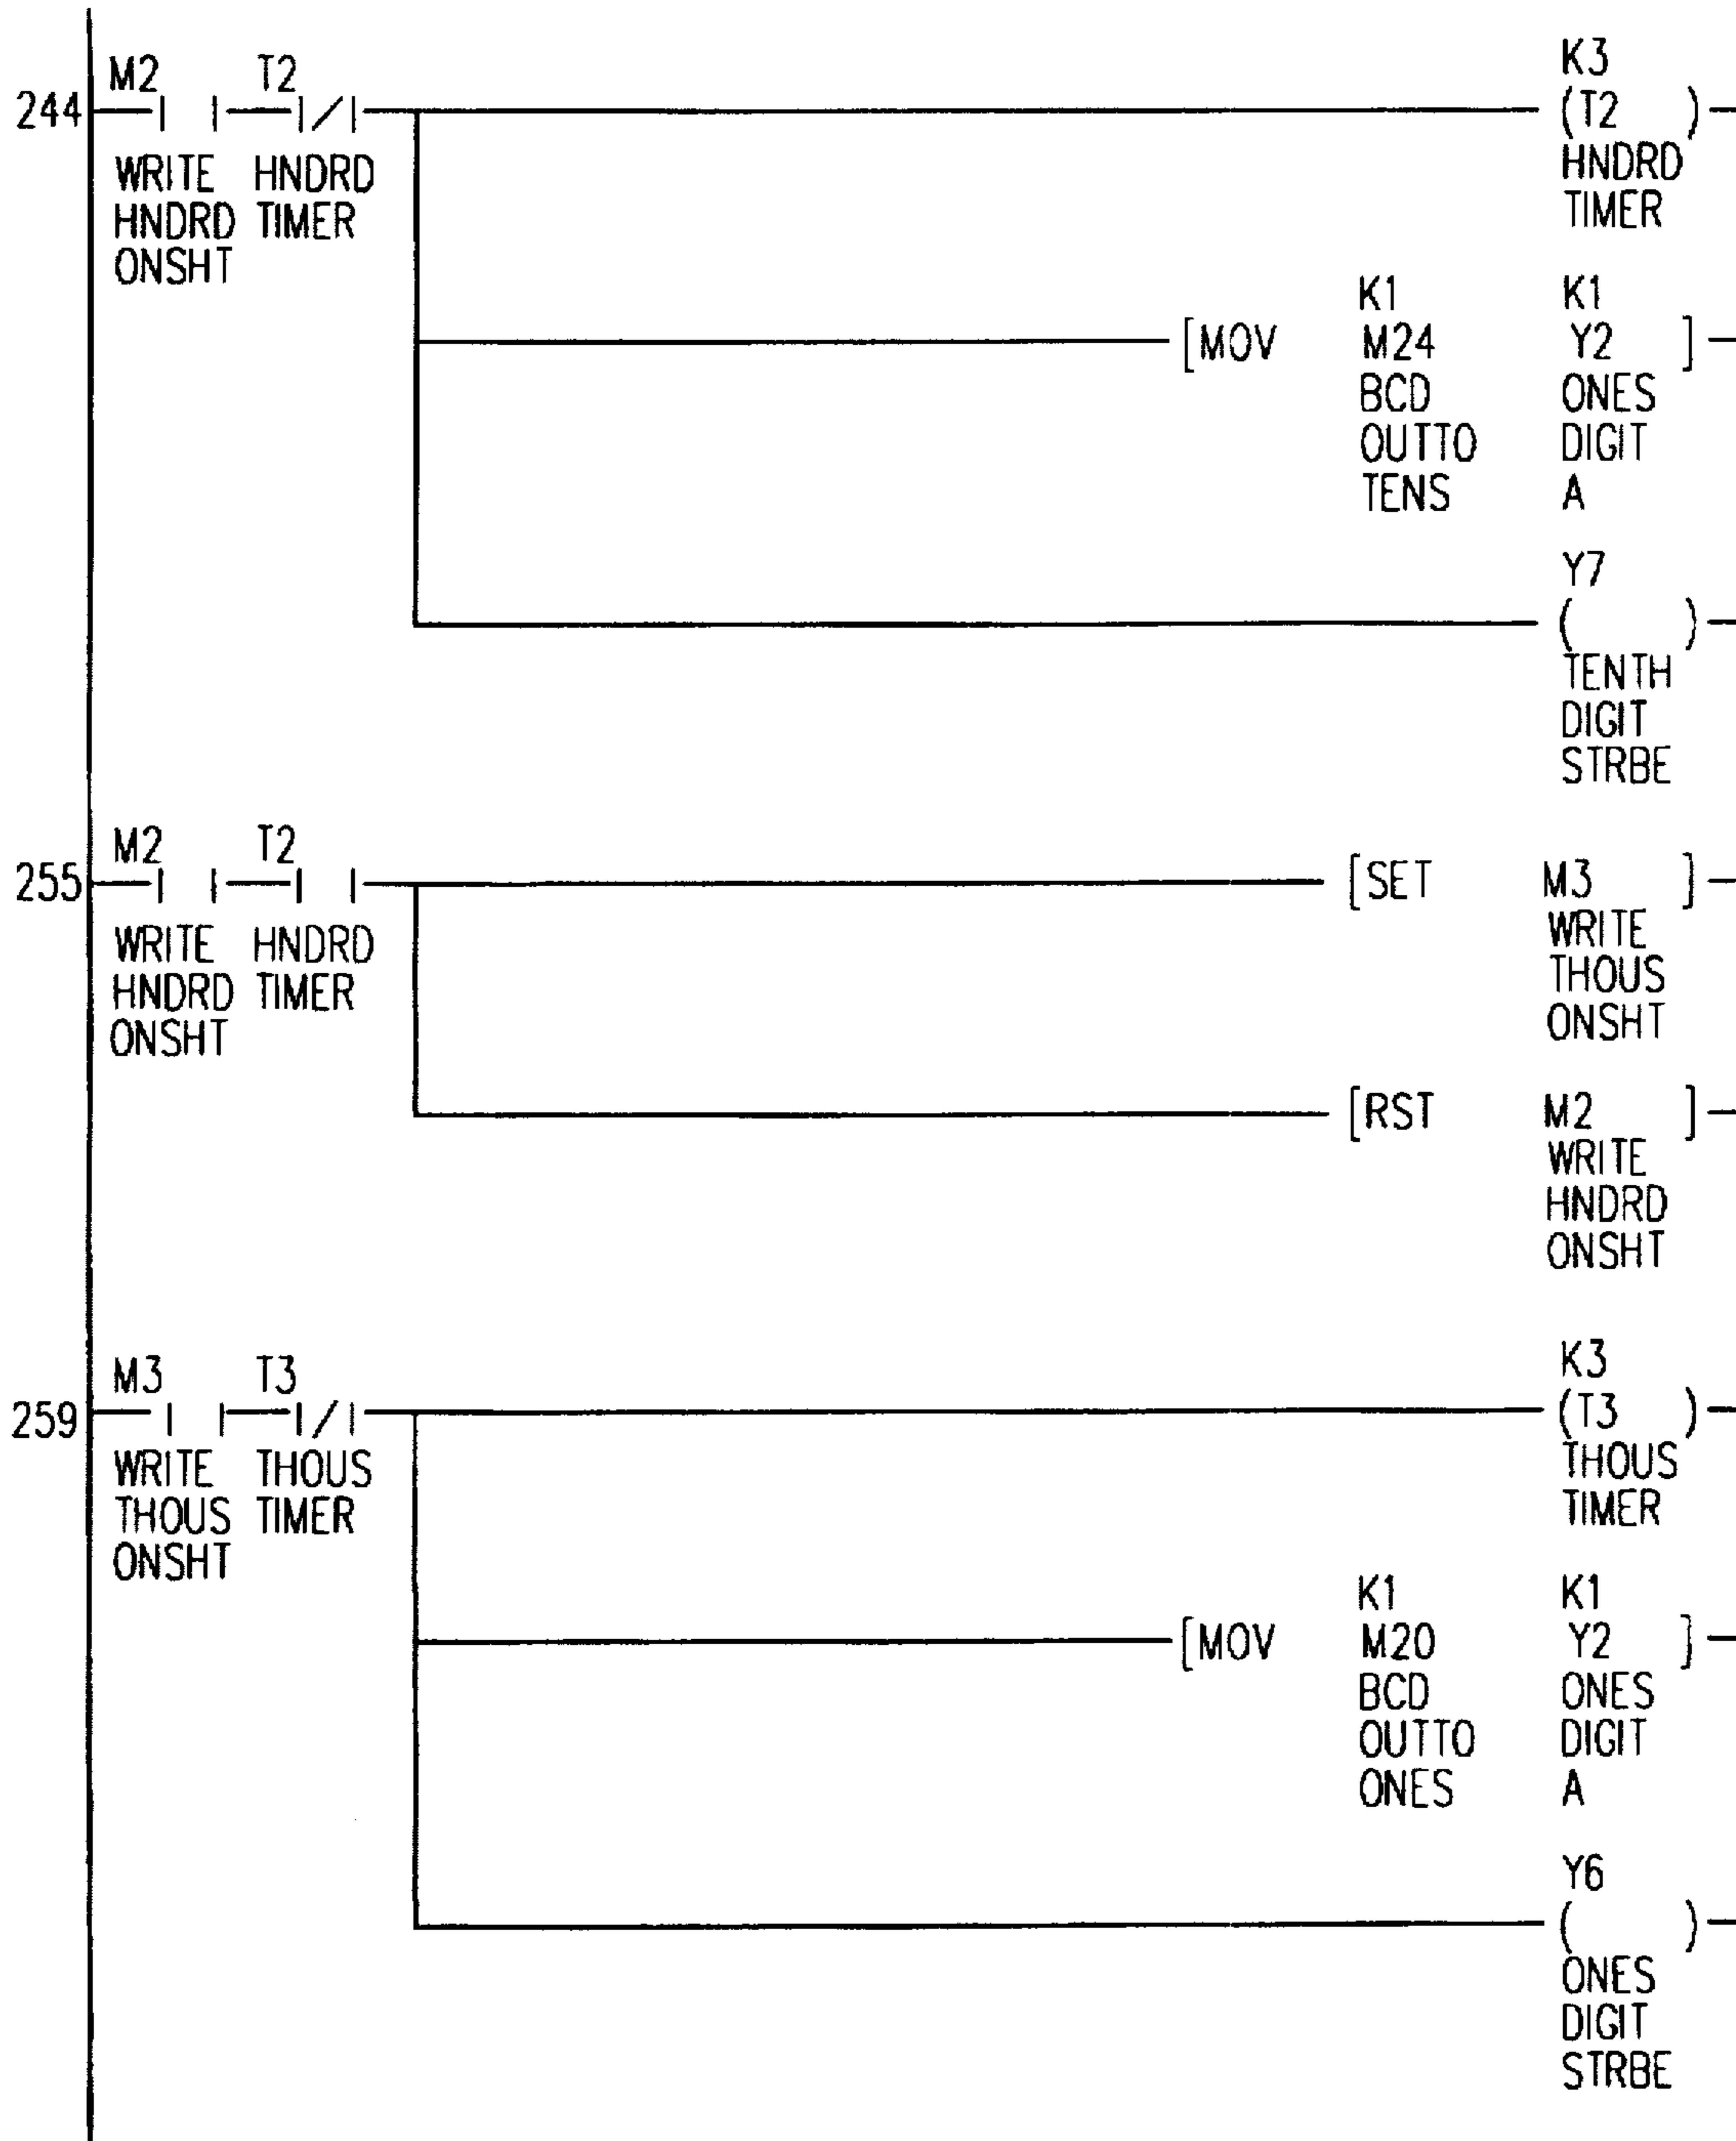 M2 T2 K3
244 (T2 )
WRITE HNDRD HNDRD
HNDRD TIMER TIMER
ONSHT
K1 K1
[MOV M24 Y2 ]
BCD ONES
OUTTO DIGIT
TENS A
Y7
( )
TENTH
DIGIT
STRBE
M2 T2
255 [SET M3 ]
WRITE HNDRD WRITE
HNDRD TIMER THOUS
ONSHT ONSHT
[RST M2 ]
WRITE
HNDRD
ONSHT
M3 T3 K3
259 (T3 )
WRITE THOUS THOUS
THOUS TIMER TIMER
ONSHT
K1 K1
[MOV M20 Y2 ]
BCD ONES
OUTTO DIGIT
ONES A
Y6
( )
ONES
DIGIT
STRBE